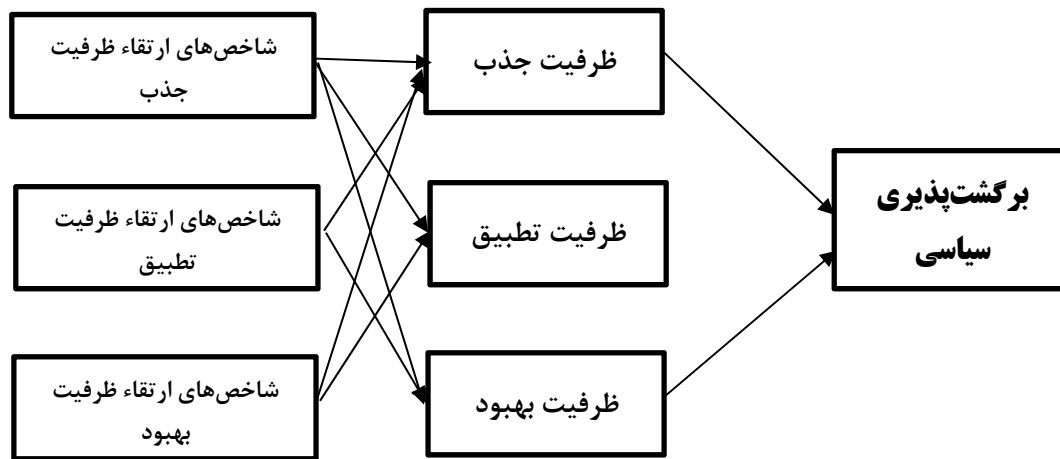 شاخص‌های ارتقاء ظرفیت
جذب
ظرفیت جذب
شاخص‌های ارتقاء ظرفیت
تطبیق
ظرفیت تطبیق
برگشت‌پذیری
سیاسی
شاخص‌های ارتقاء ظرفیت
بهبود
ظرفیت بهبود